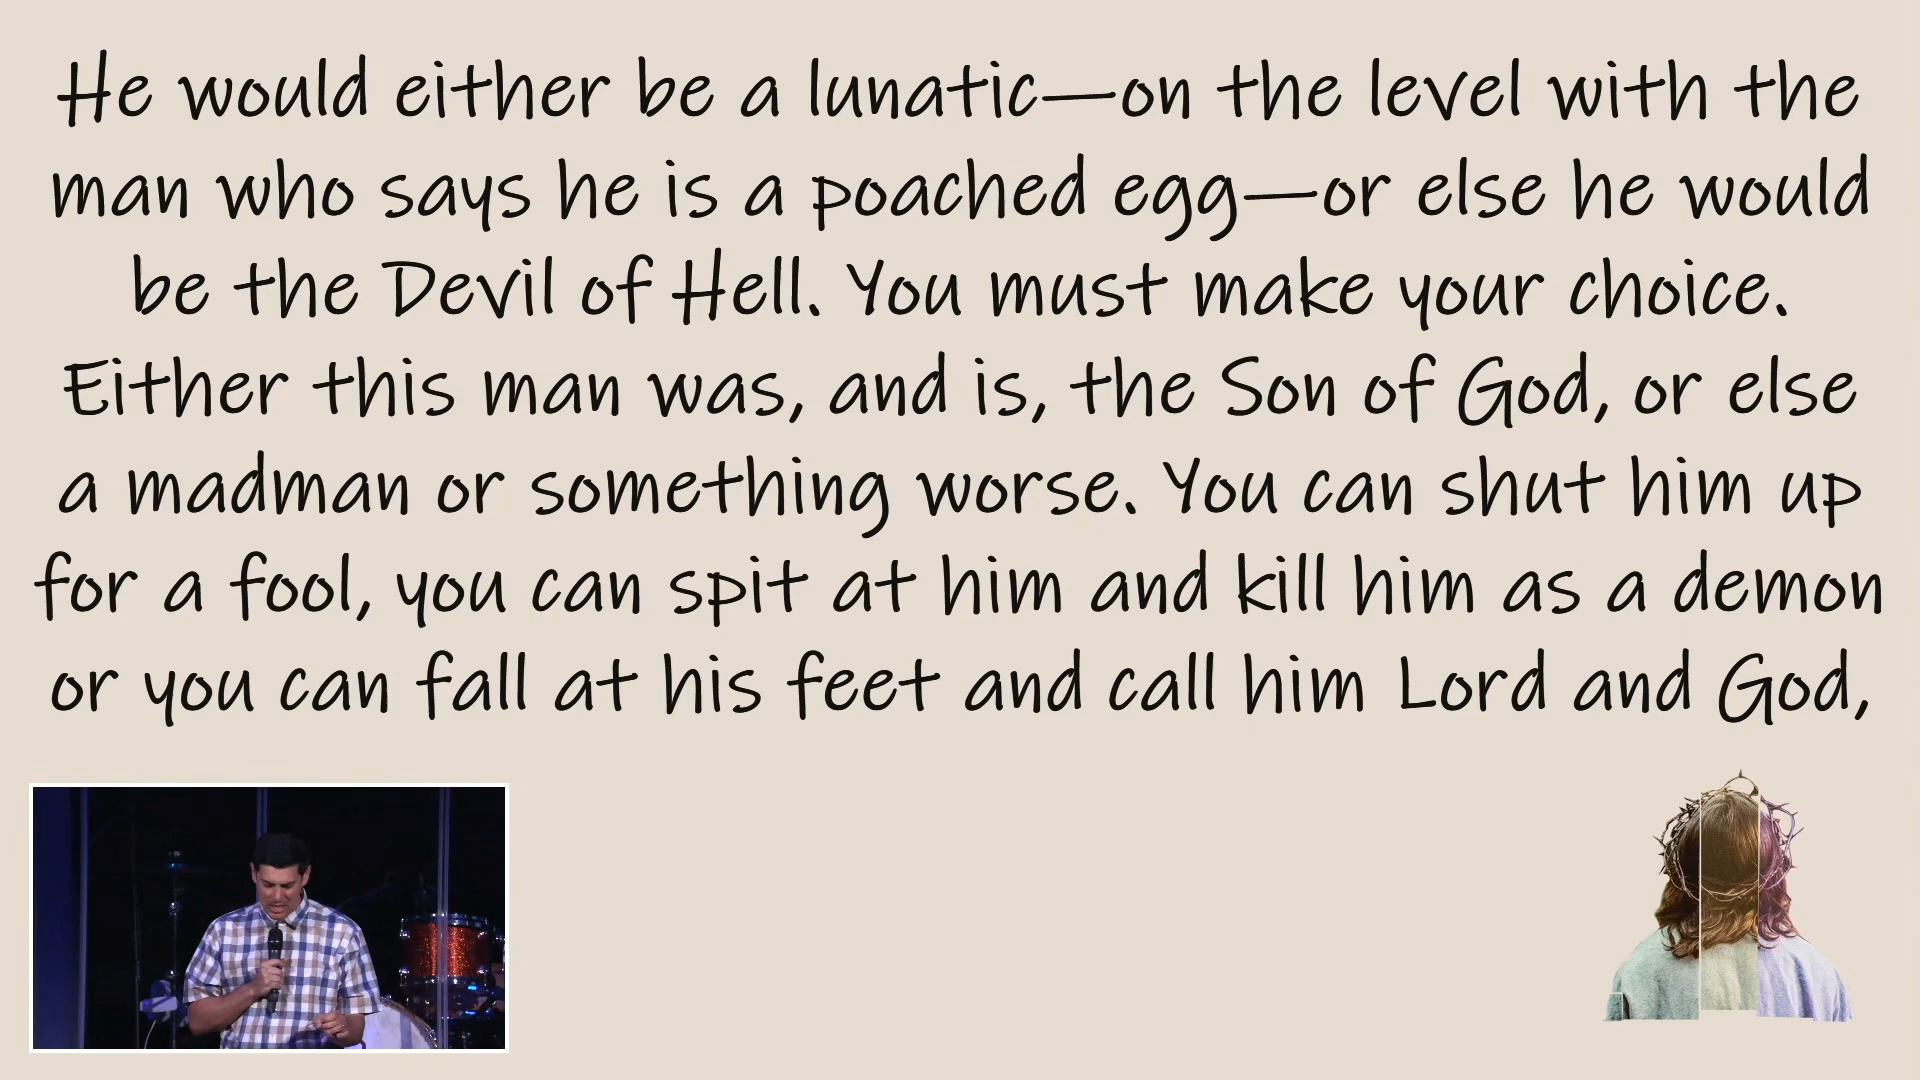 He would either be a lunatic—on the level with the
man who says he is a poached egg—or else he would
be the Devil of Hell. You must make your choice.
Either this man was, and is, the Son of God, or else
a madman or something worse. You can shut him up
for a fool, you can spit at him and kill him as a demon
or you can fall at his feet and call him Lord and God,